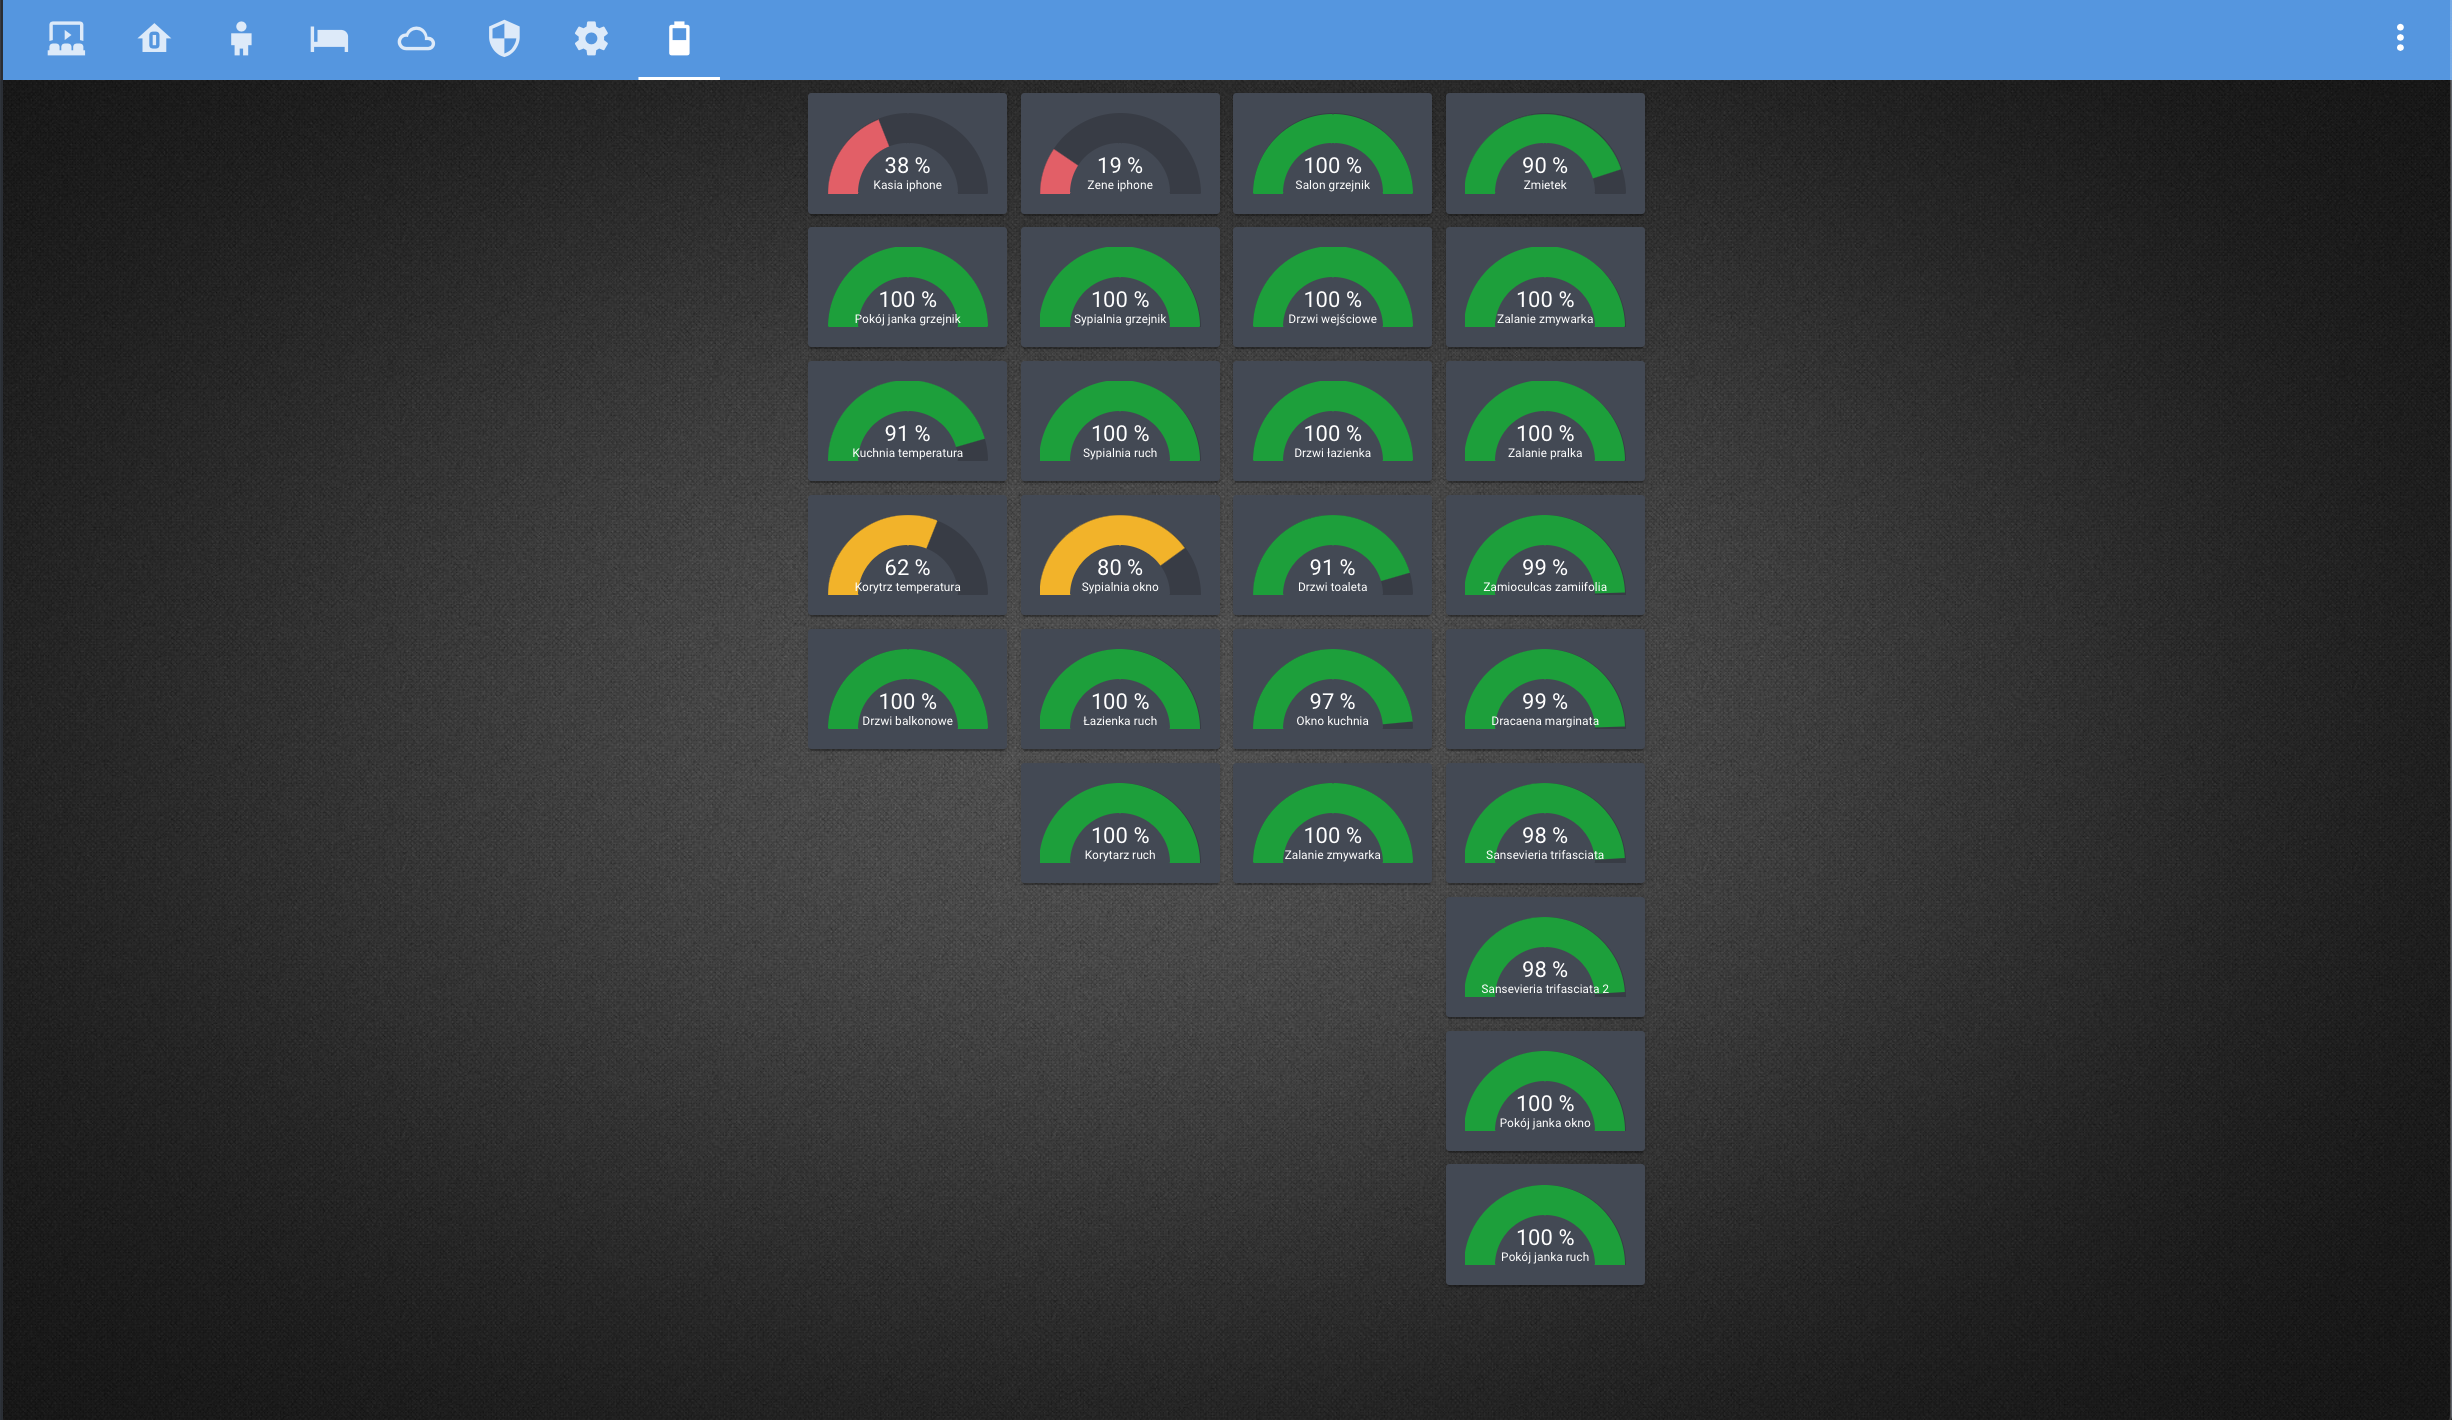 38 %
Kasia iphone
19 %
Zene iphone
100 %
Salon grzejnik
90 %
Zmietek
100 %
Pokój janka grzejnik
100 %
Sypialnia grzejnik
100 %
Drzwi wejściowe
100 %
Zalanie zmywarka
91 %
Kuchnia temperatura
100 %
Sypialnia ruch
100 %
Drzwi łazienka
100 %
Zalanie pralka
62 %
Korytrz temperatura
80 %
Sypialnia okno
91 %
Drzwi toaleta
99 %
Zamioculcas zamiifolia
100 %
Drzwi balkonowe
100 %
Łazienka ruch
97 %
Okno kuchnia
99 %
Dracaena marginata
100 %
Korytarz ruch
100 %
Zalanie zmywarka
98 %
Sansevieria trifasciata
98 %
Sansevieria trifasciata 2
100 %
Pokój janka okno
100 %
Pokój janka ruch